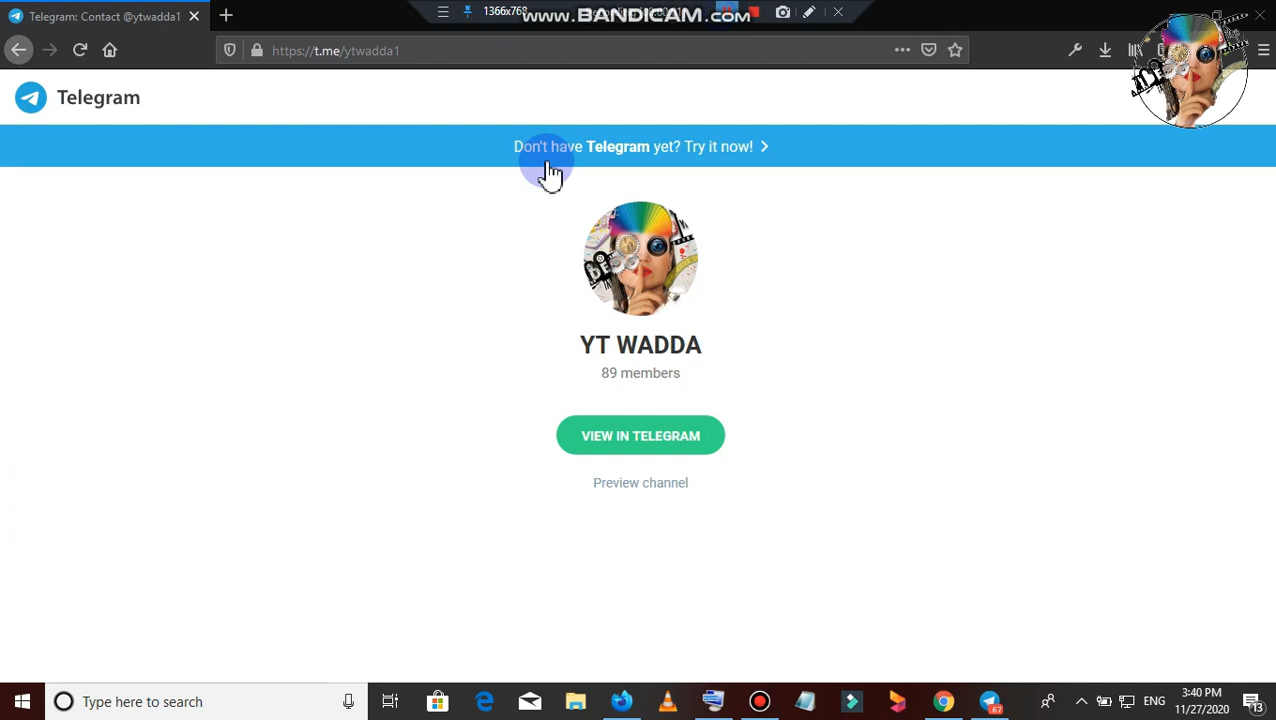 Telegram: Contact @ytwadda1
1366x768
www.BANDICAM.com
https://t.me/ytwadda1
Telegram
Don't have Telegram yet? Try it now!
YT WADDA
89 members
VIEW IN TELEGRAM
Preview channel
Type here to search
67
ENG
3:40 PM
11/27/2020
13